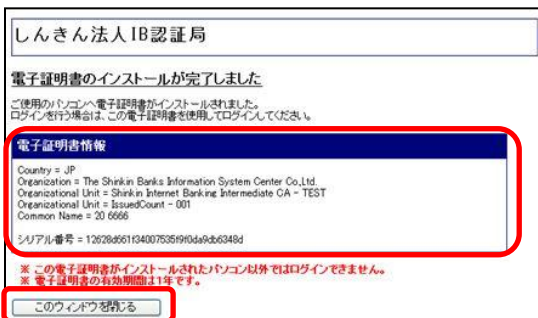 しんきん法人IB認証局
電子証明書のインストールが完了しました
ご使用のパソコンへ電子証明書がインストールされました。
ログインを行う場合は、この電子証明書を使用してログインしてください。
電子証明書情報
Country = JP
Organization = The Shinkin Banks Information System Center Co.,Ltd.
Organizational Unit = Shinkin Internet Banking Intermediate CA - TEST
Organizational Unit = IssuedCount - 001
Common Name = 20 6666
シリアル番号 = 12628d661f34007535f9f0da9db6348d
※ この電子証明書がインストールされたパソコン以外ではログインできません。
※ 電子証明書の有効期間は1年です。
このウィンドウを閉じる